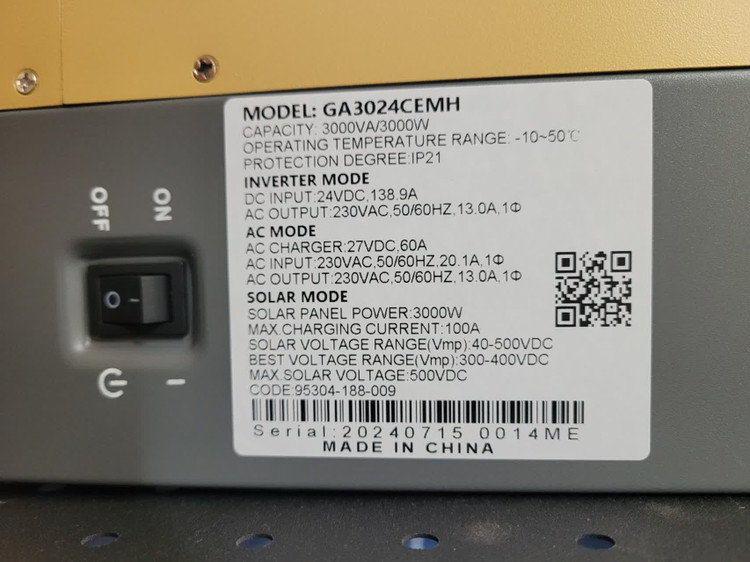 MODEL: GA3024CEMH
CAPACITY: 3000VA/3000W
OPERATING TEMPERATURE RANGE: -10~50℃
PROTECTION DEGREE:IP21
INVERTER MODE
DC INPUT:24VDC,138.9A
AC OUTPUT:230VAC,50/60HZ,13.0A,1Φ
AC MODE
AC CHARGER:27VDC,60A
AC INPUT:230VAC,50/60HZ,20.1A,1Φ
AC OUTPUT:230VAC,50/60HZ,13.0A,1Φ
SOLAR MODE
SOLAR PANEL POWER:3000W
MAX.CHARGING CURRENT:100A
SOLAR VOLTAGE RANGE(Vmp):40-500VDC
BEST VOLTAGE RANGE(Vmp):300-400VDC
MAX.SOLAR VOLTAGE:500VDC
CODE:95304-188-009
Serial:20240715 0014ME
MADE IN CHINA
OFF
ON